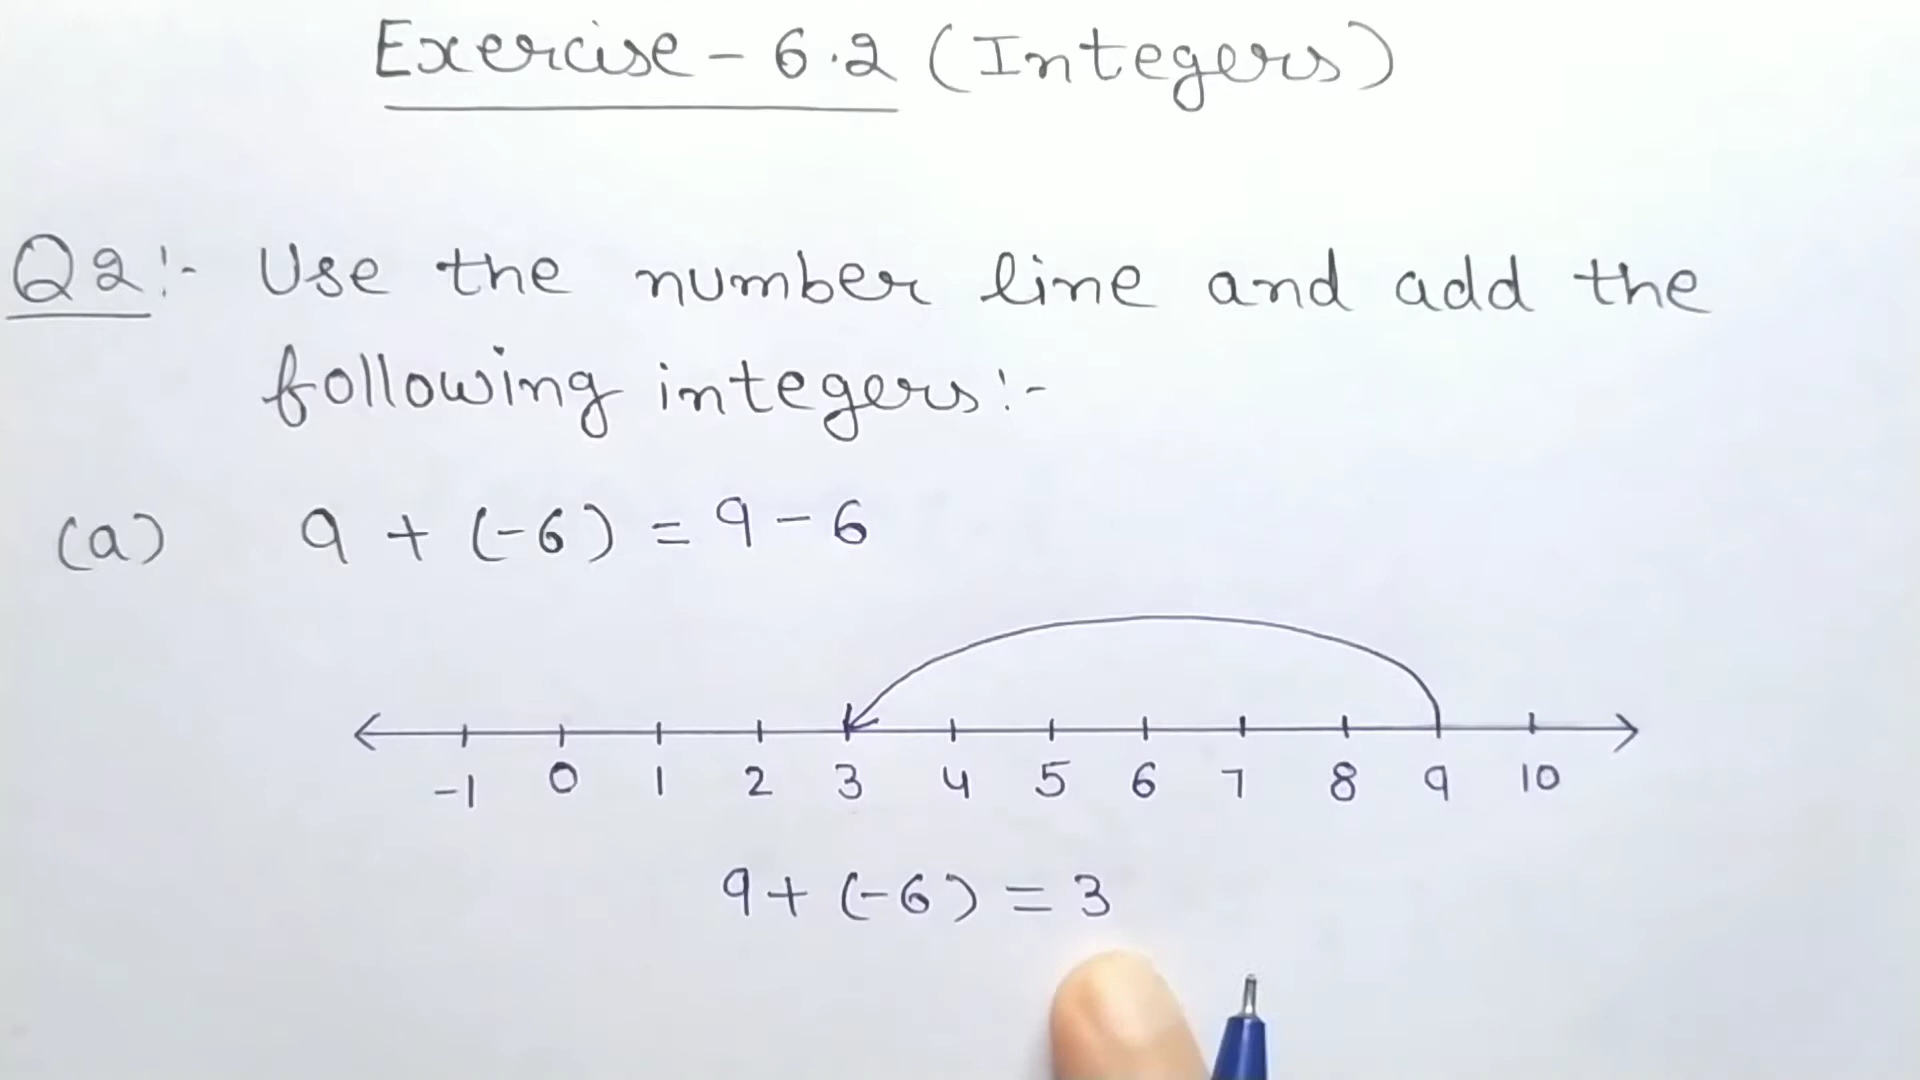 Exercise - 6.2 (Integers)
Q2:- Use the number line and add the
following integers:-
(a) 9 + (-6) = 9 - 6
-1 0 1 2 3 4 5 6 7 8 9 10
9 + (-6) = 3